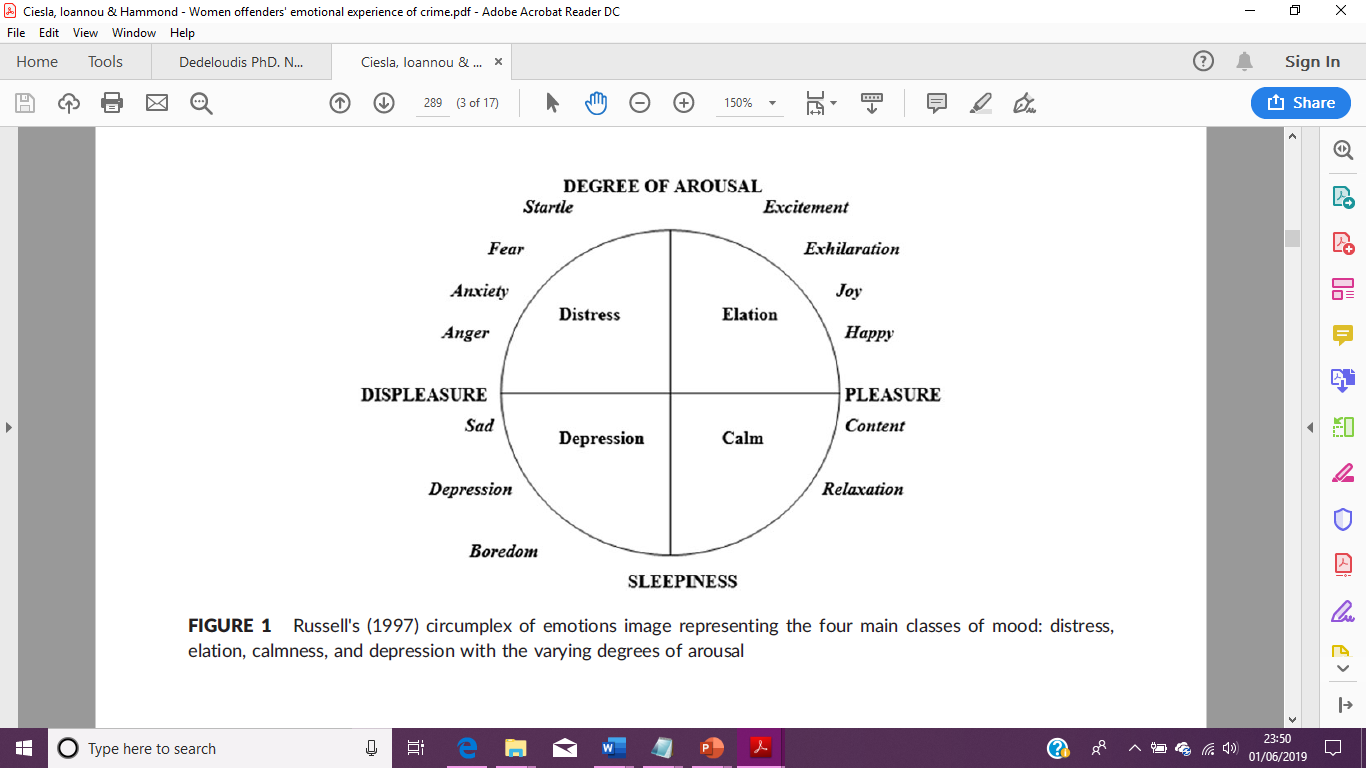 Ciesla, Ioannou & Hammond - Women offenders' emotional experience of crime.pdf - Adobe Acrobat Reader DC
File Edit View Window Help
Home Tools Dedeloudis PhD. N... Ciesla, Ioannou & ... × Sign In
289 (3 of 17) 150% Share
DEGREE OF AROUSAL
Startle Excitement
Fear Exhilaration
Anxiety Joy
Distress Elation
Anger Happy
DISPLEASURE PLEASURE
Sad Content
Depression Calm
Depression Relaxation
Boredom
SLEEPINESS
FIGURE 1 Russell's (1997) circumplex of emotions image representing the four main classes of mood: distress,
elation, calmness, and depression with the varying degrees of arousal
Type here to search
23:50
01/06/2019